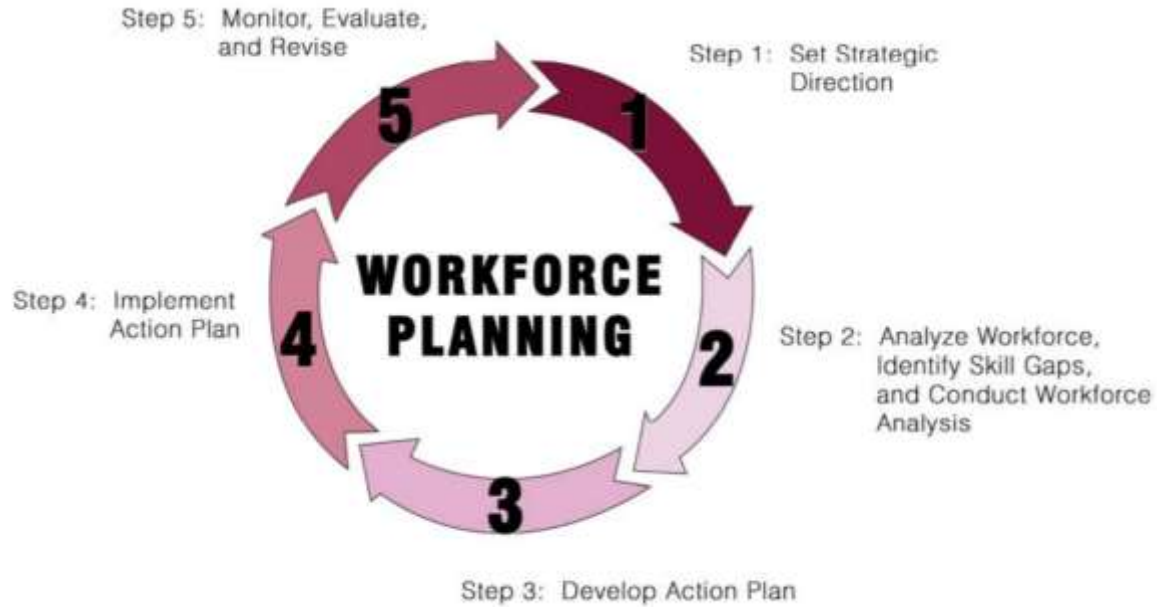 Step 5: Monitor, Evaluate,
and Revise
Step 1: Set Strategic
Direction
5
1
WORKFORCE
PLANNING
Step 4: Implement
Action Plan
4
2
Step 2: Analyze Workforce,
Identify Skill Gaps,
and Conduct Workforce
Analysis
3
Step 3: Develop Action Plan